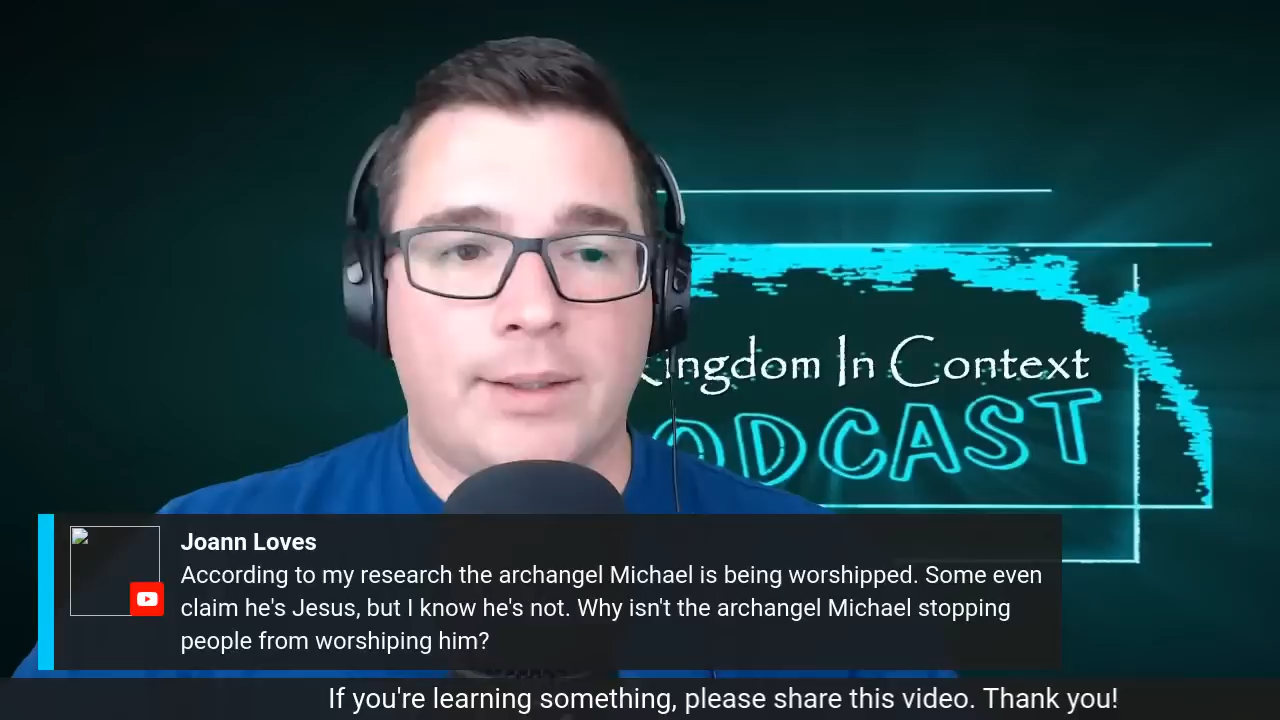 Kingdom In Context
PODCAST
Joann Loves
According to my research the archangel Michael is being worshipped. Some even
claim he's Jesus, but I know he's not. Why isn't the archangel Michael stopping
people from worshiping him?
If you're learning something, please share this video. Thank you!